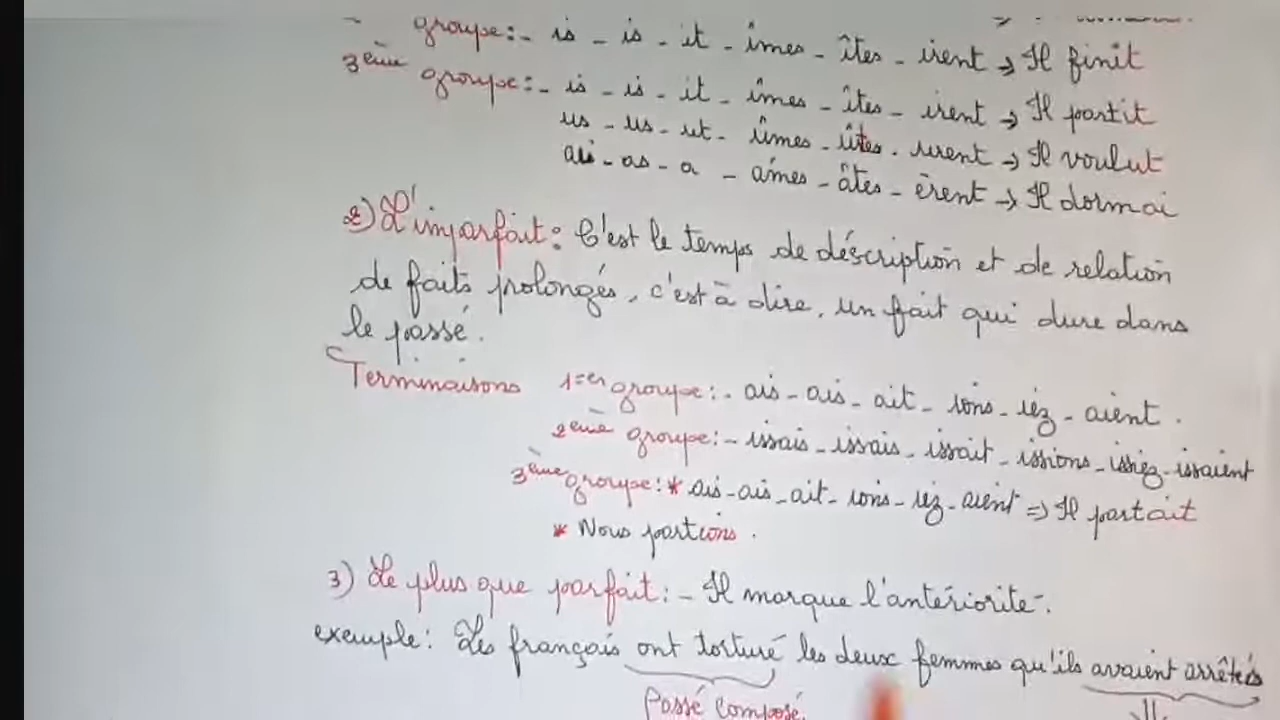 groupe: - is - is - it - îmes - îtes - irent → Il finit
3ème groupe: - is - is - it - îmes - îtes - irent → Il partit
us - us - ut - ûmes - ûtes - urent → Il voulut
ai - as - a - âmes - âtes - èrent → Il dormai
2) L'imparfait: C'est le temps de déscription et de relation
de faits prolongés, c'est à dire, un fait qui dure dans
le passé.
Terminaisons 1er groupe: - ais - ais - ait - ions - iez - aient.
2ème groupe: - issais - issais - issait - issions - issiez - issaient
3ème groupe: * ais - ais - ait - ions - iez - aient => Il partait
* Nous partions.
3) Le plus que parfait: - Il marque l'antériorité.
exemple: Les français ont torturé les deux femmes qu'ils avaient arrêtés
Passé composé.